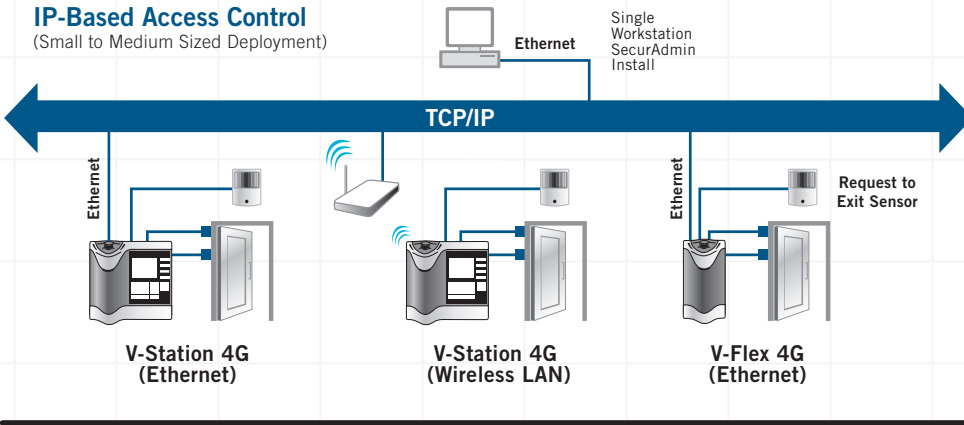 IP-Based Access Control
(Small to Medium Sized Deployment)
Ethernet
Single
Workstation
SecurAdmin
Install
TCP/IP
Ethernet
Ethernet
Request to
Exit Sensor
V-Station 4G
(Ethernet)
V-Station 4G
(Wireless LAN)
V-Flex 4G
(Ethernet)